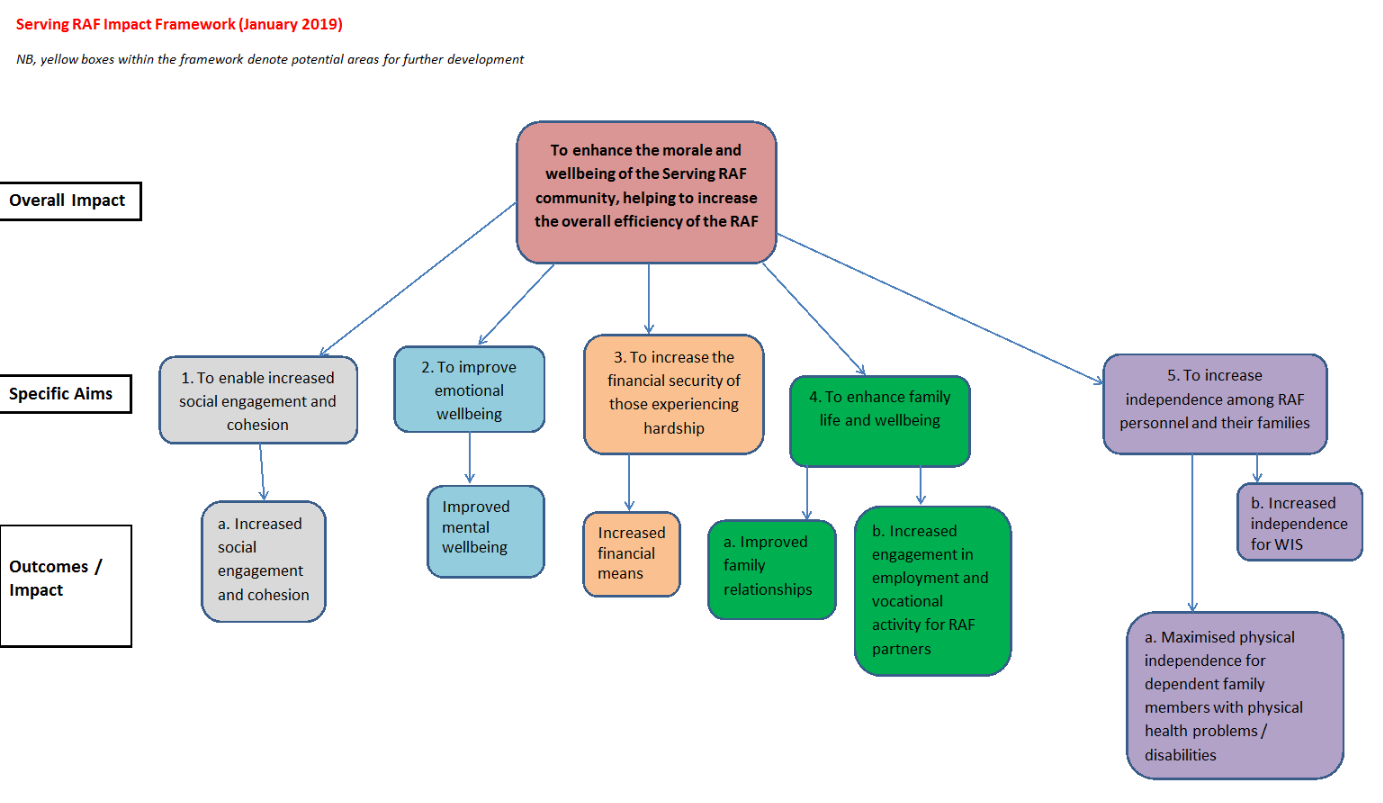 Serving RAF Impact Framework (January 2019)
NB, yellow boxes within the framework denote potential areas for further development
To enhance the morale and
wellbeing of the Serving RAF
community, helping to increase
the overall efficiency of the RAF
Overall Impact
Specific Aims
1. To enable increased
social engagement and
cohesion
2. To improve
emotional
wellbeing
3. To increase the
financial security of
those experiencing
hardship
4. To enhance family
life and wellbeing
5. To increase
independence among RAF
personnel and their families
Outcomes /
Impact
a. Increased
social
engagement
and cohesion
Improved
mental
wellbeing
Increased
financial
means
a. Improved
family
relationships
b. Increased
engagement in
employment and
vocational
activity for RAF
partners
b. Increased
independence
for WIS
a. Maximised physical
independence for
dependent family
members with physical
health problems /
disabilities